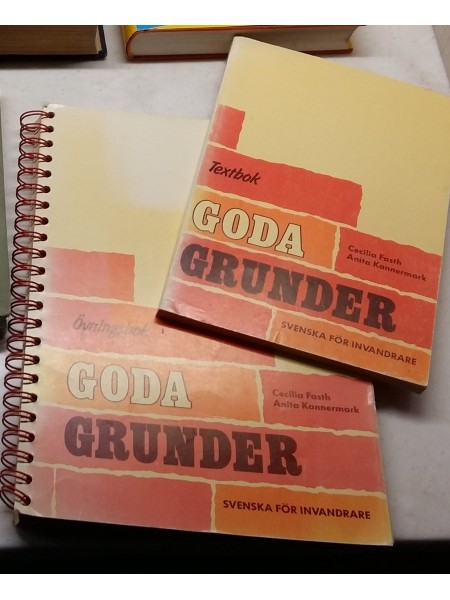 Textbok
GODA
Cecilia Fasth
Anita Kannermark
GRUNDER
SVENSKA FÖR INVANDRARE
Övningsbok
GODA
Cecilia Fasth
Anita Kannermark
GRUNDER
SVENSKA FÖR INVANDRARE